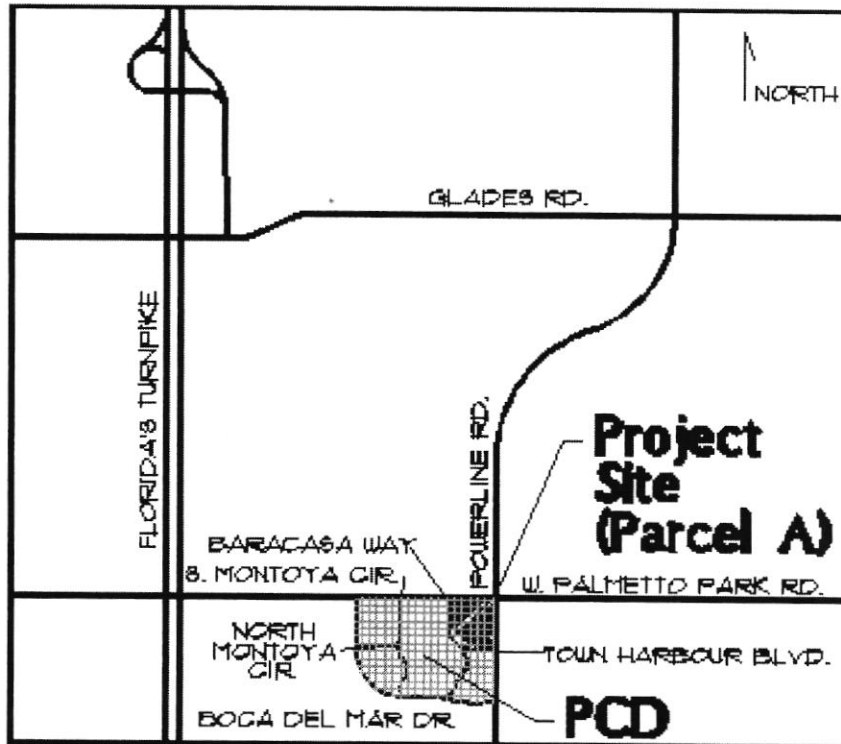 NORTH
GLADES RD.
FLORIDA'S TURNPIKE
POWERLINE RD.
Project
Site
(Parcel A)
BARACASA WAY
S. MONTOYA CIR.
W. PALMETTO PARK RD.
NORTH
MONTOYA
CIR.
TOWN HARBOUR BLVD.
BOCA DEL MAR DR.
PCD